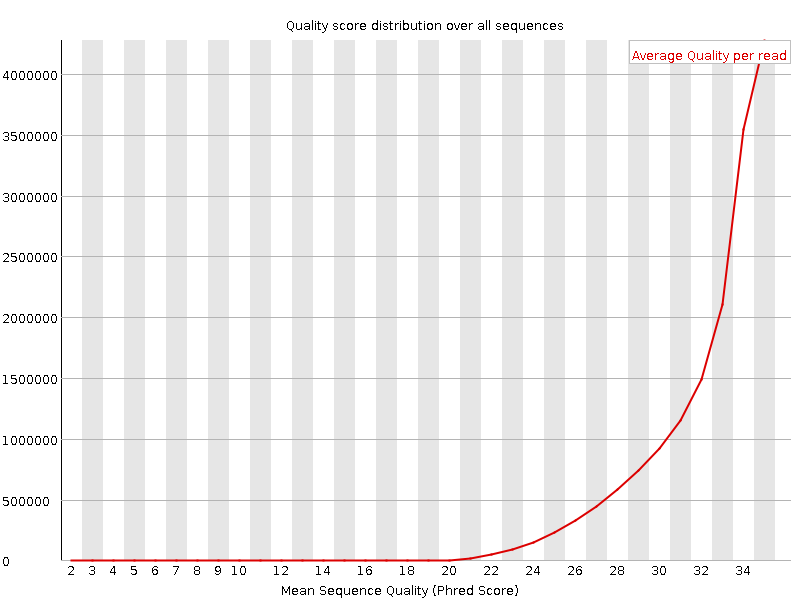 Quality score distribution over all sequences
Average Quality per read
4000000
3500000
3000000
2500000
2000000
1500000
1000000
500000
0
2 3 4 5 6 7 8 9 10 12 14 16 18 20 22 24 26 28 30 32 34
Mean Sequence Quality (Phred Score)